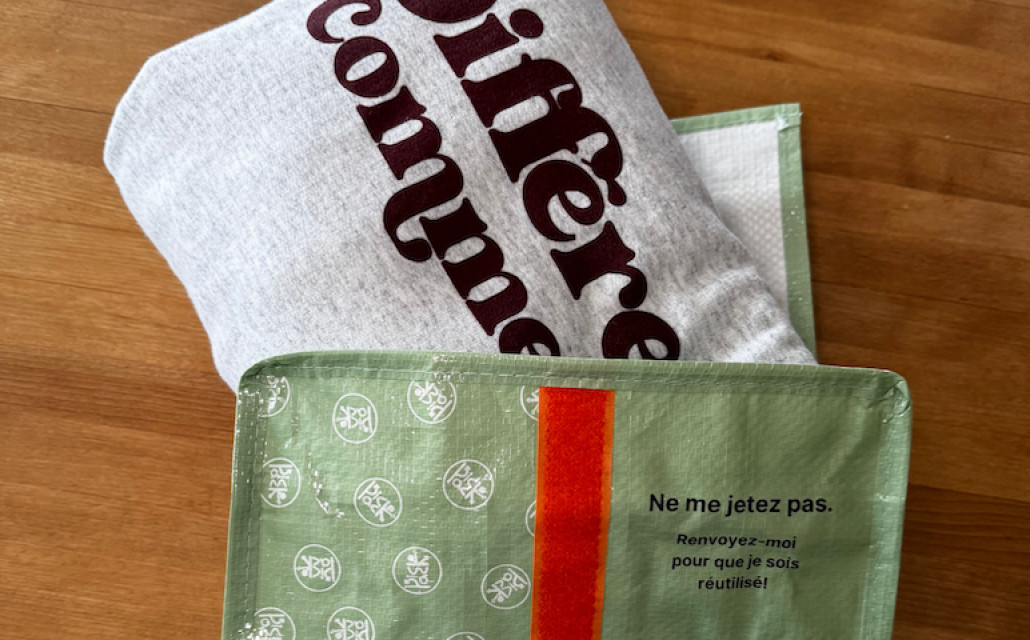 Différe
comme
Ne me jetez pas.
Renvoyez-moi
pour que je sois
réutilisé!